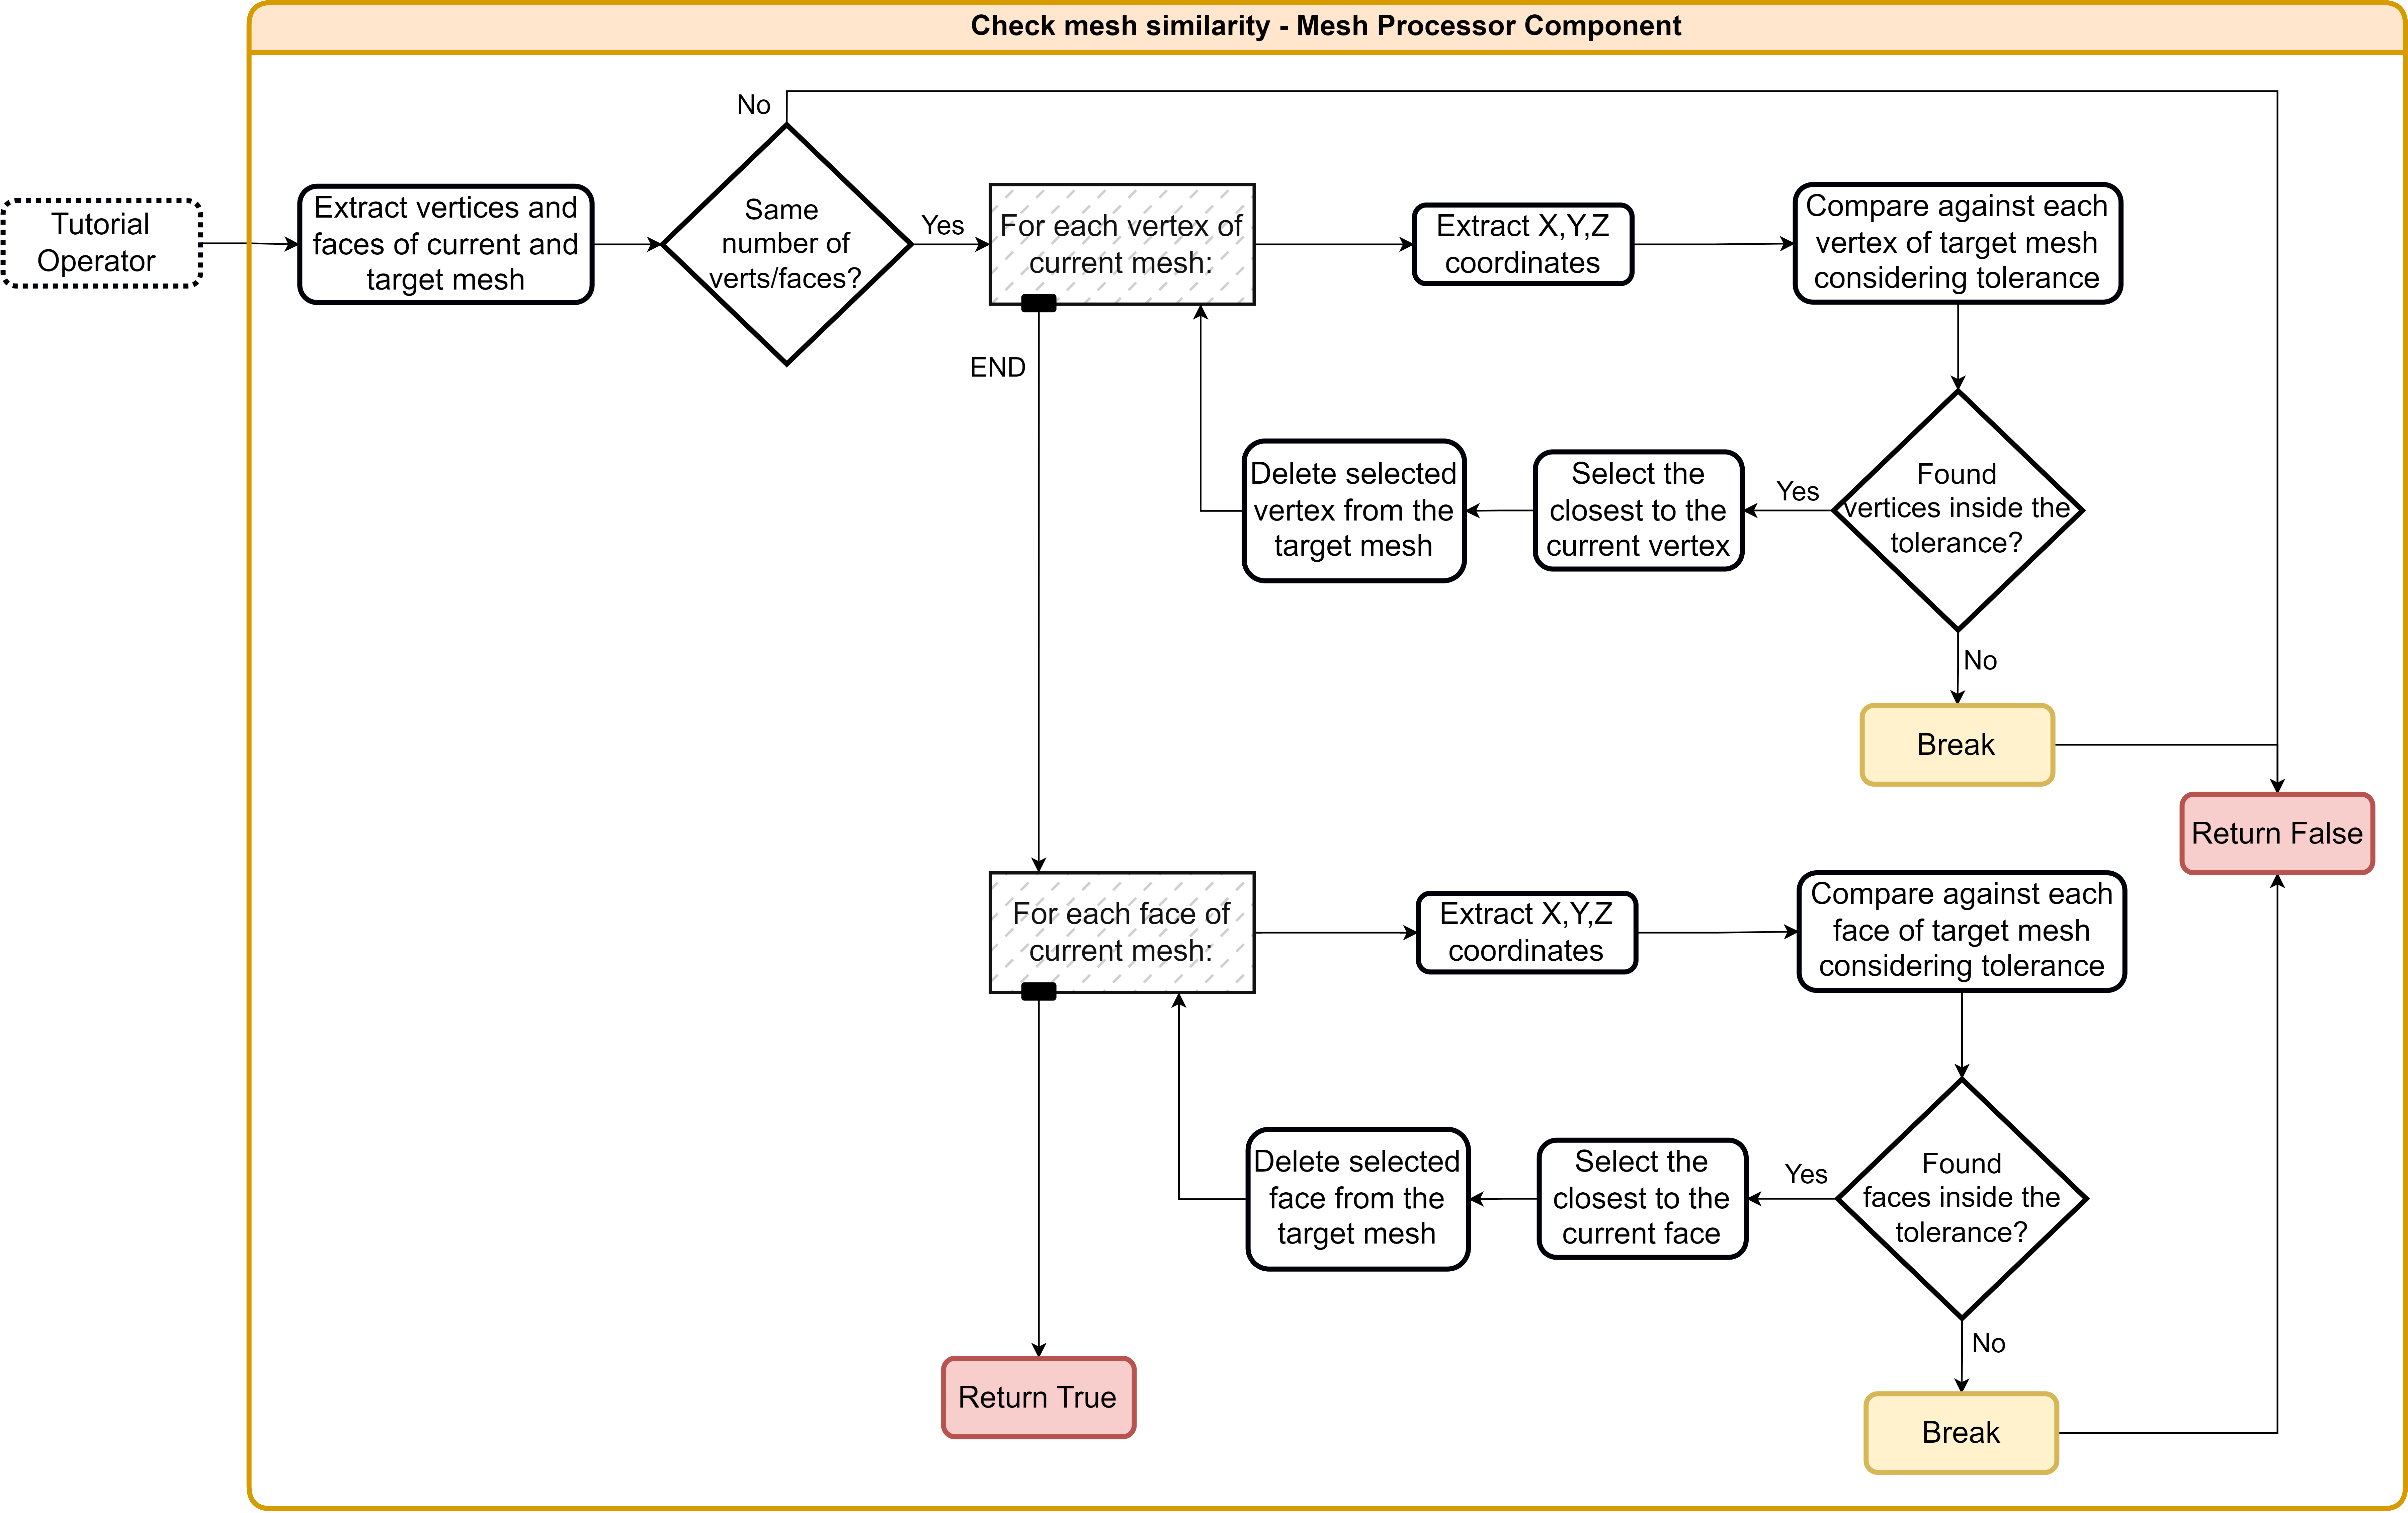 Check mesh similarity - Mesh Processor Component
No
Tutorial
Operator
Extract vertices and
faces of current and
target mesh
Same
number of
verts/faces?
Yes
For each vertex of
current mesh:
Extract X,Y,Z
coordinates
Compare against each
vertex of target mesh
considering tolerance
END
Delete selected
vertex from the
target mesh
Select the
closest to the
current vertex
Yes
Found
vertices inside the
tolerance?
No
Break
Return False
For each face of
current mesh:
Extract X,Y,Z
coordinates
Compare against each
face of target mesh
considering tolerance
Delete selected
face from the
target mesh
Select the
closest to the
current face
Yes
Found
faces inside the
tolerance?
No
Return True
Break